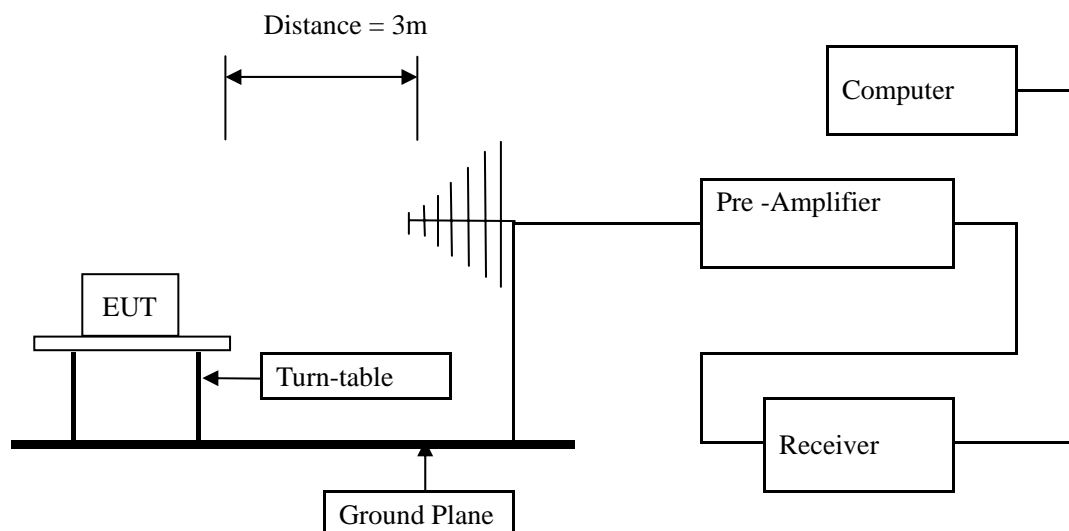 Distance = 3m
Computer
Pre -Amplifier
EUT
Turn-table
Receiver
Ground Plane